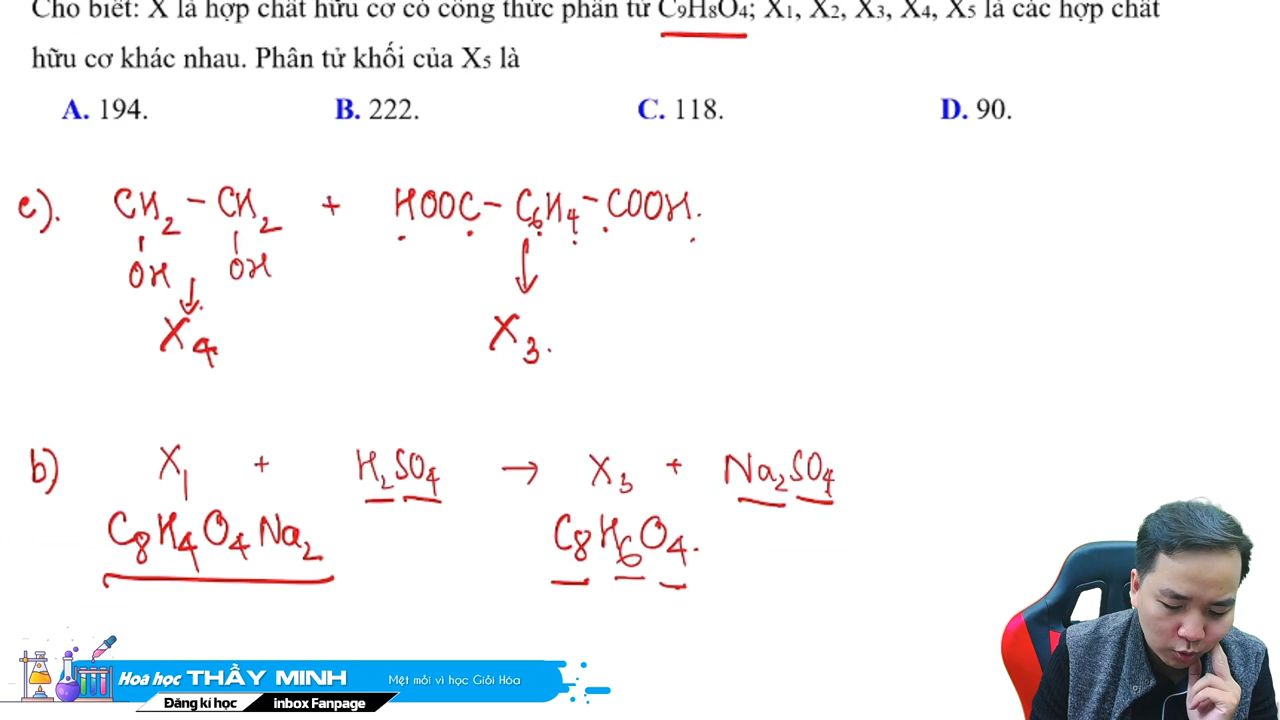 Cho biết: X là hợp chất hữu cơ có công thức phân tử C₉H₈O₄; X₁, X₂, X₃, X₄, X₅ là các hợp chất
hữu cơ khác nhau. Phân tử khối của X₅ là
A. 194. B. 222. C. 118. D. 90.
c). CH₂ – CH₂ + HOOC – C₆H₄ – COOH.
OH OH
X₄ X₃.
b) X₁ + H₂SO₄ → X₃ + Na₂SO₄
C₈H₄O₄Na₂ C₈H₆O₄.
Hoá học THẦY MINH Mệt mỏi vì học Giỏi Hóa
Đăng kí học inbox Fanpage